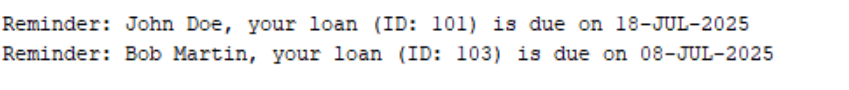 Reminder: John Doe, your loan (ID: 101) is due on 18-JUL-2025
Reminder: Bob Martin, your loan (ID: 103) is due on 08-JUL-2025